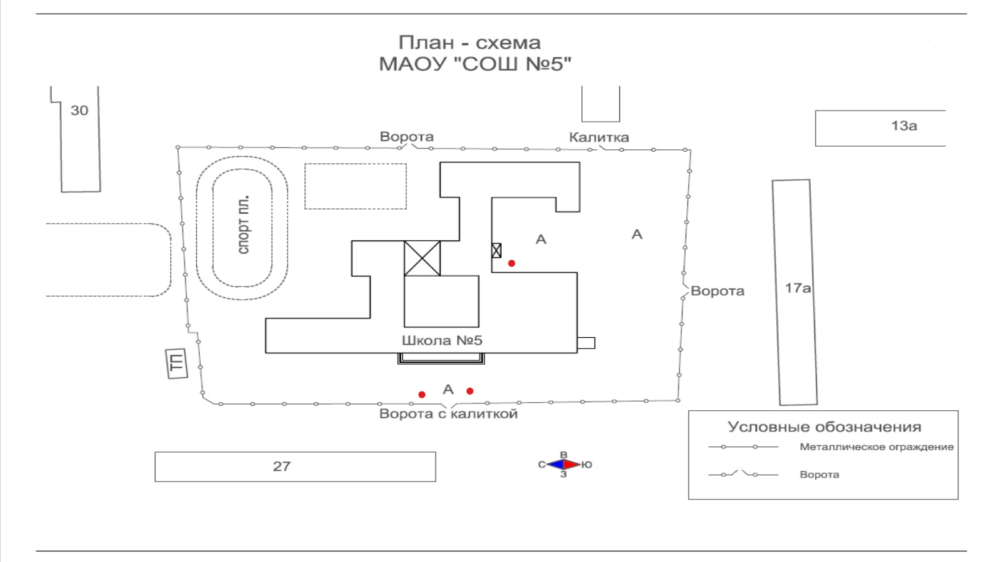 План - схема
МАОУ "СОШ №5"
30
13а
Ворота
Калитка
спорт пл.
А
А
Ворота
17а
Школа №5
ТП
А
Ворота с калиткой
Условные обозначения
Металлическое ограждение
Ворота
27
В
С
Ю
З